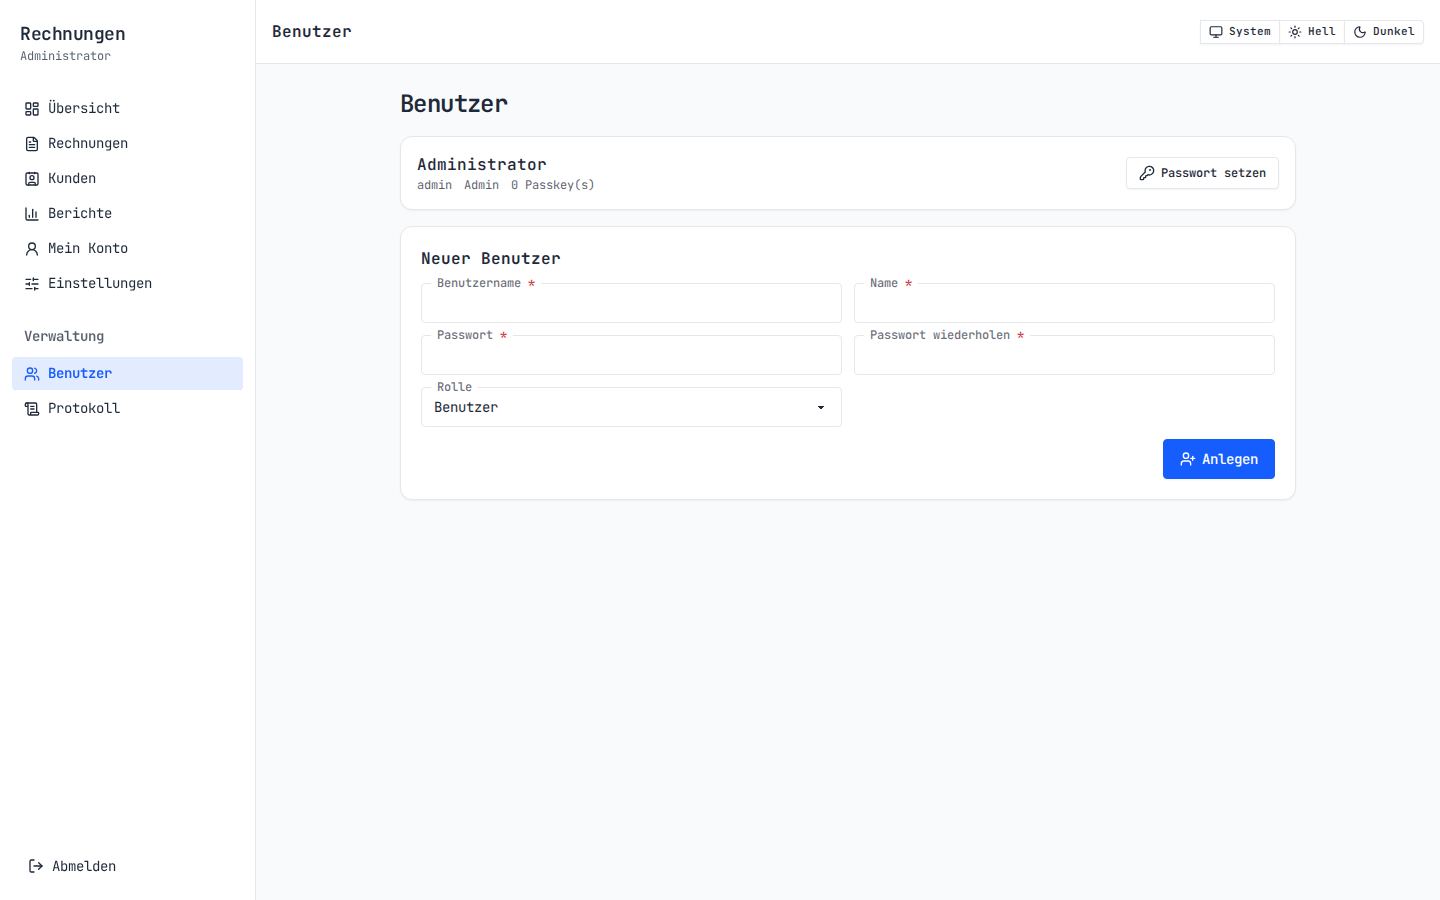 Rechnungen
Administrator
Übersicht
Rechnungen
Kunden
Berichte
Mein Konto
Einstellungen
Verwaltung
Benutzer
Protokoll
Abmelden
Benutzer
System Hell Dunkel
Benutzer
Administrator
admin Admin 0 Passkey(s)
Passwort setzen
Neuer Benutzer
Benutzername * Name *
Passwort * Passwort wiederholen *
Rolle
Benutzer
Anlegen